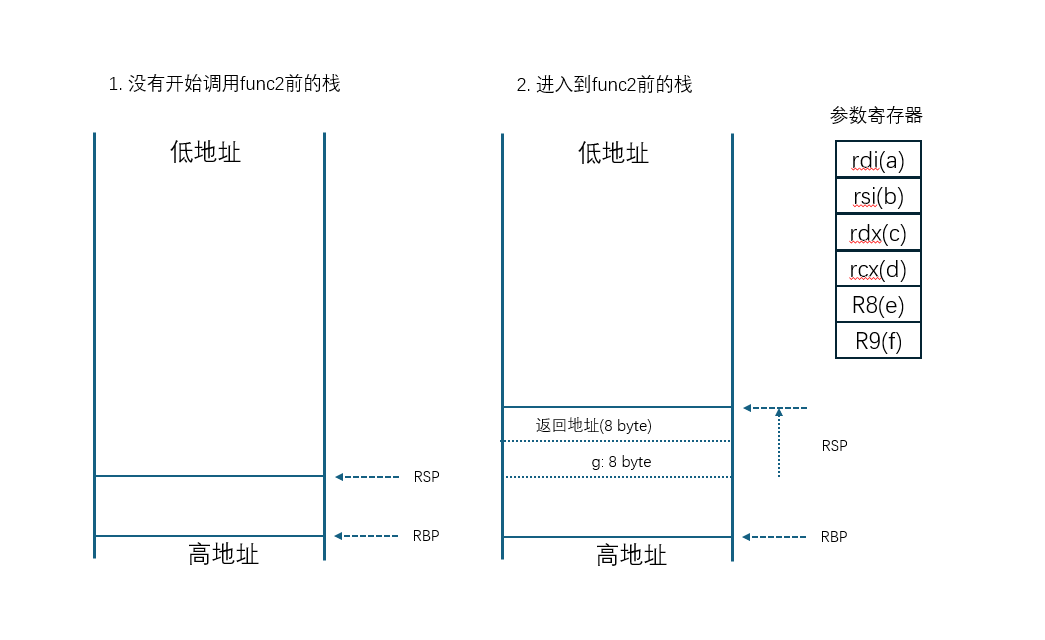 1. 没有开始调用func2前的栈
低地址
RSP
RBP
高地址
2. 进入到func2前的栈
低地址
返回地址(8 byte)
g: 8 byte
RSP
RBP
高地址
参数寄存器
rdi(a)
rsi(b)
rdx(c)
rcx(d)
R8(e)
R9(f)